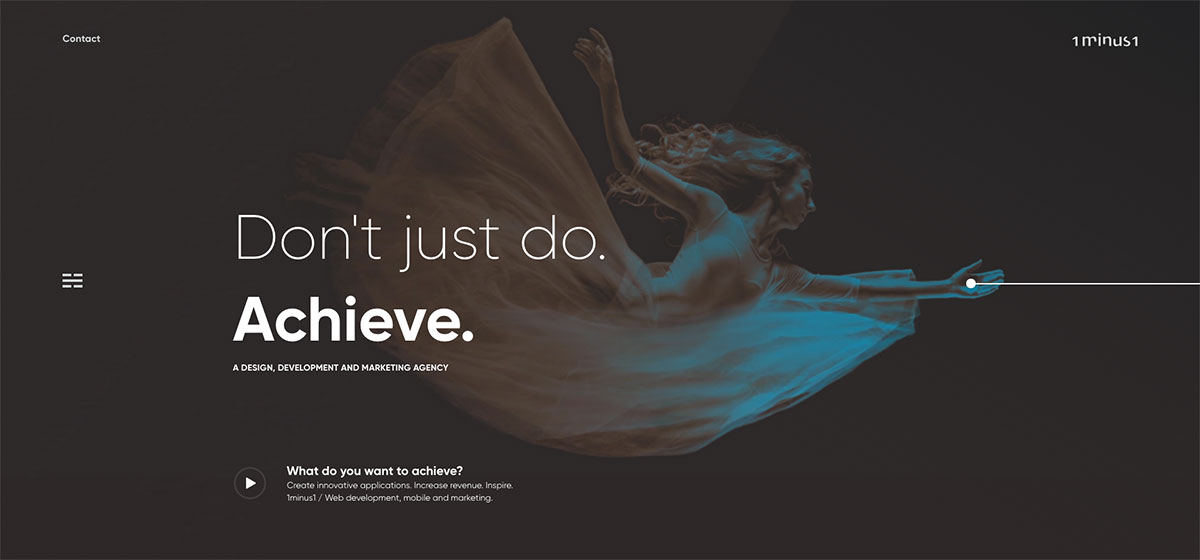 Contact
1minus1
Don't just do.
Achieve.
A DESIGN, DEVELOPMENT AND MARKETING AGENCY
What do you want to achieve?
Create innovative applications. Increase revenue. Inspire.
1minus1 / Web development, mobile and marketing.